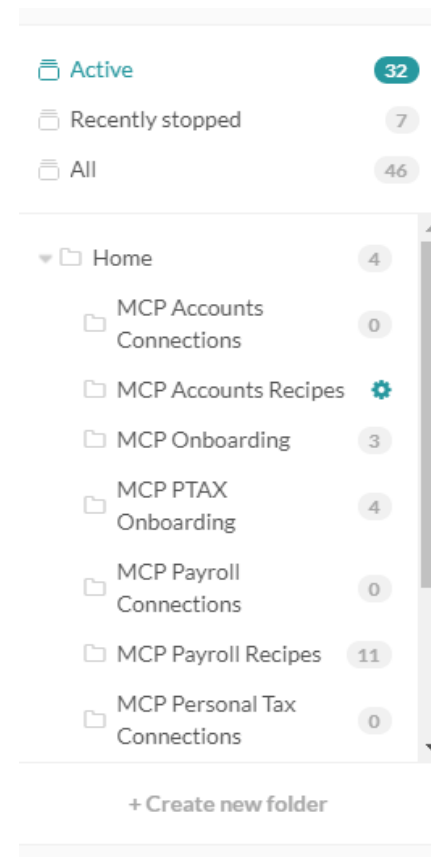 Active 32
Recently stopped 7
All 46
Home 4
MCP Accounts
Connections 0
MCP Accounts Recipes
MCP Onboarding 3
MCP PTAX
Onboarding 4
MCP Payroll
Connections 0
MCP Payroll Recipes 11
MCP Personal Tax
Connections 0
+ Create new folder